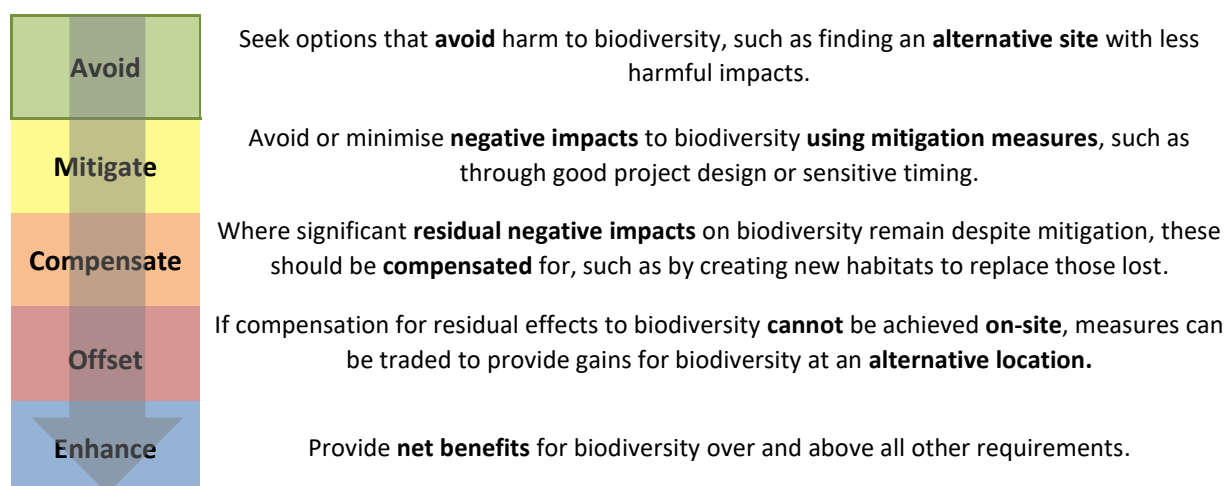 Avoid
Seek options that avoid harm to biodiversity, such as finding an alternative site with less
harmful impacts.
Mitigate
Avoid or minimise negative impacts to biodiversity using mitigation measures, such as
through good project design or sensitive timing.
Compensate
Where significant residual negative impacts on biodiversity remain despite mitigation, these
should be compensated for, such as by creating new habitats to replace those lost.
Offset
If compensation for residual effects to biodiversity cannot be achieved on-site, measures can
be traded to provide gains for biodiversity at an alternative location.
Enhance
Provide net benefits for biodiversity over and above all other requirements.